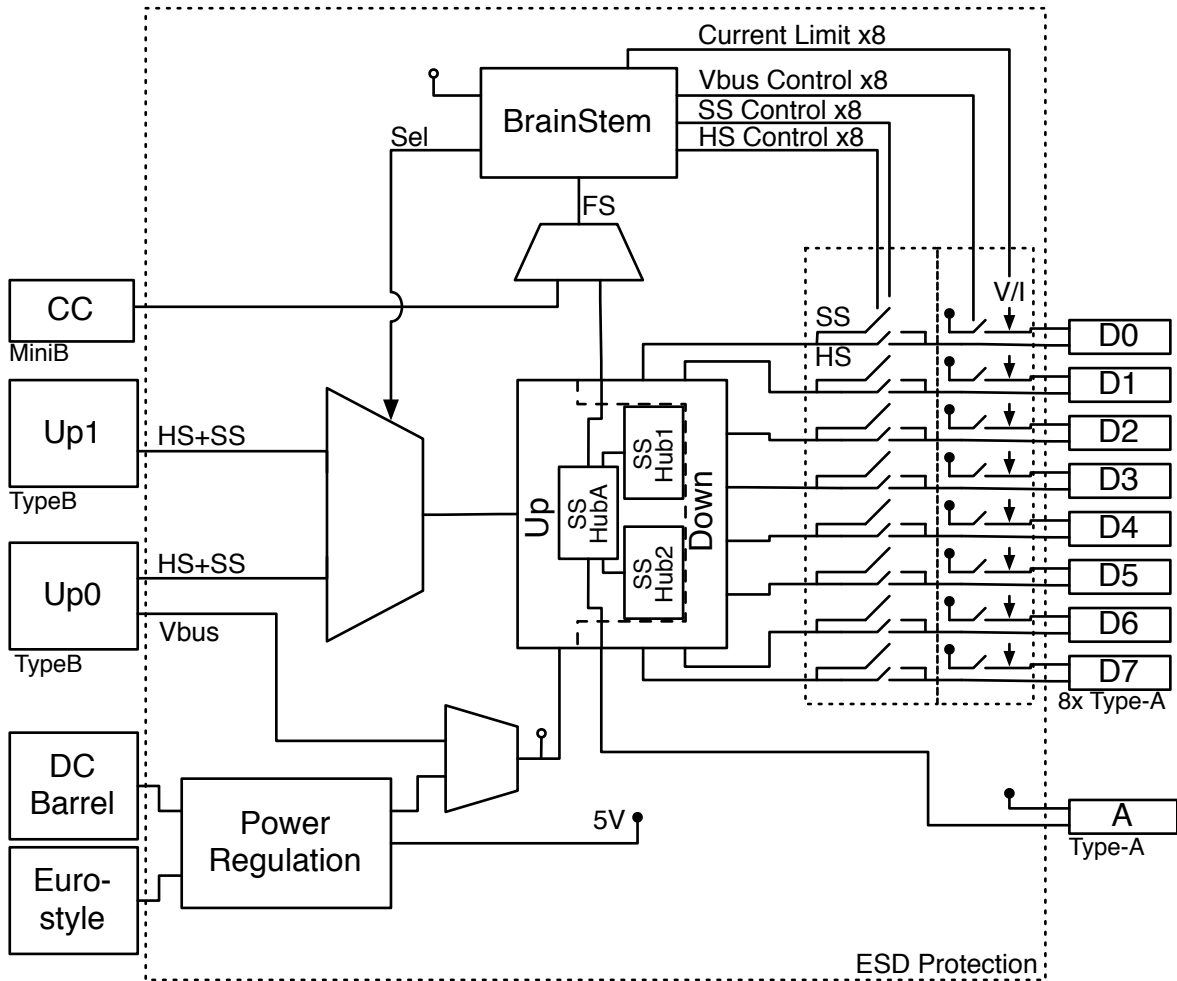 Current Limit x8
Vbus Control x8
SS Control x8
HS Control x8
BrainStem
Sel
FS
CC
MiniB
Up1
TypeB
HS+SS
Up0
TypeB
HS+SS
Vbus
Up
SS
HubA
SS
Hub1
SS
Hub2
Down
SS
HS
V/I
D0
D1
D2
D3
D4
D5
D6
D7
8x Type-A
DC
Barrel
Euro-
style
Power
Regulation
5V
A
Type-A
ESD Protection